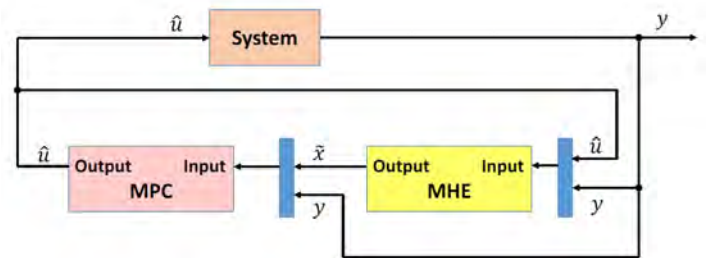 û
System
y
û
Output
Input
MPC
x̃
y
Output
Input
MHE
û
y